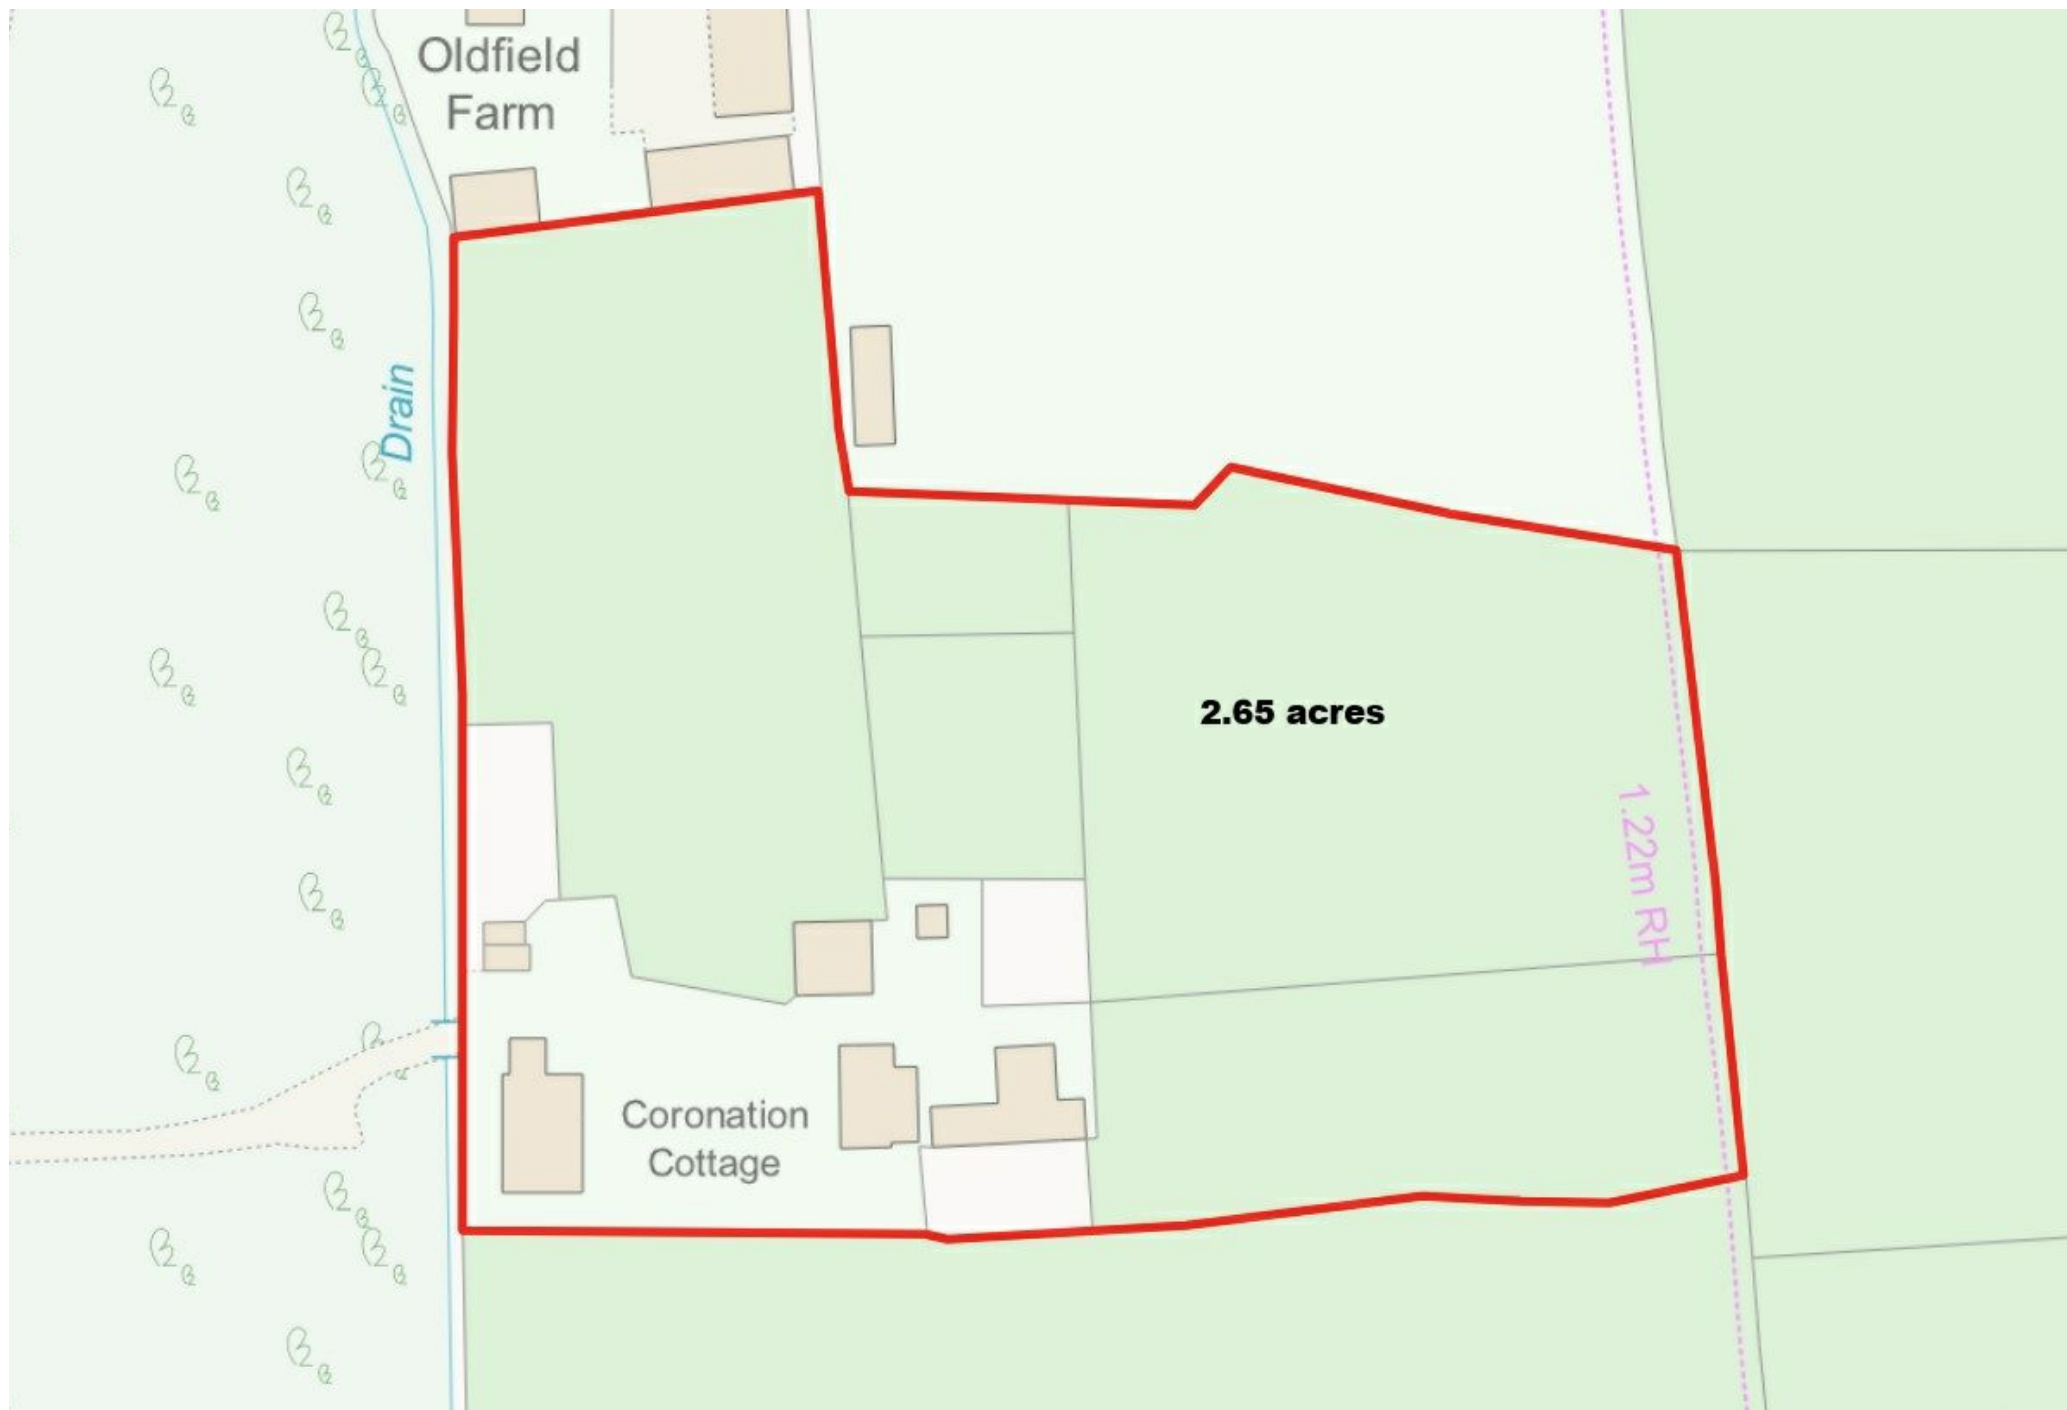 Oldfield
Farm
Drain
2.65 acres
1.22m RH
Coronation
Cottage